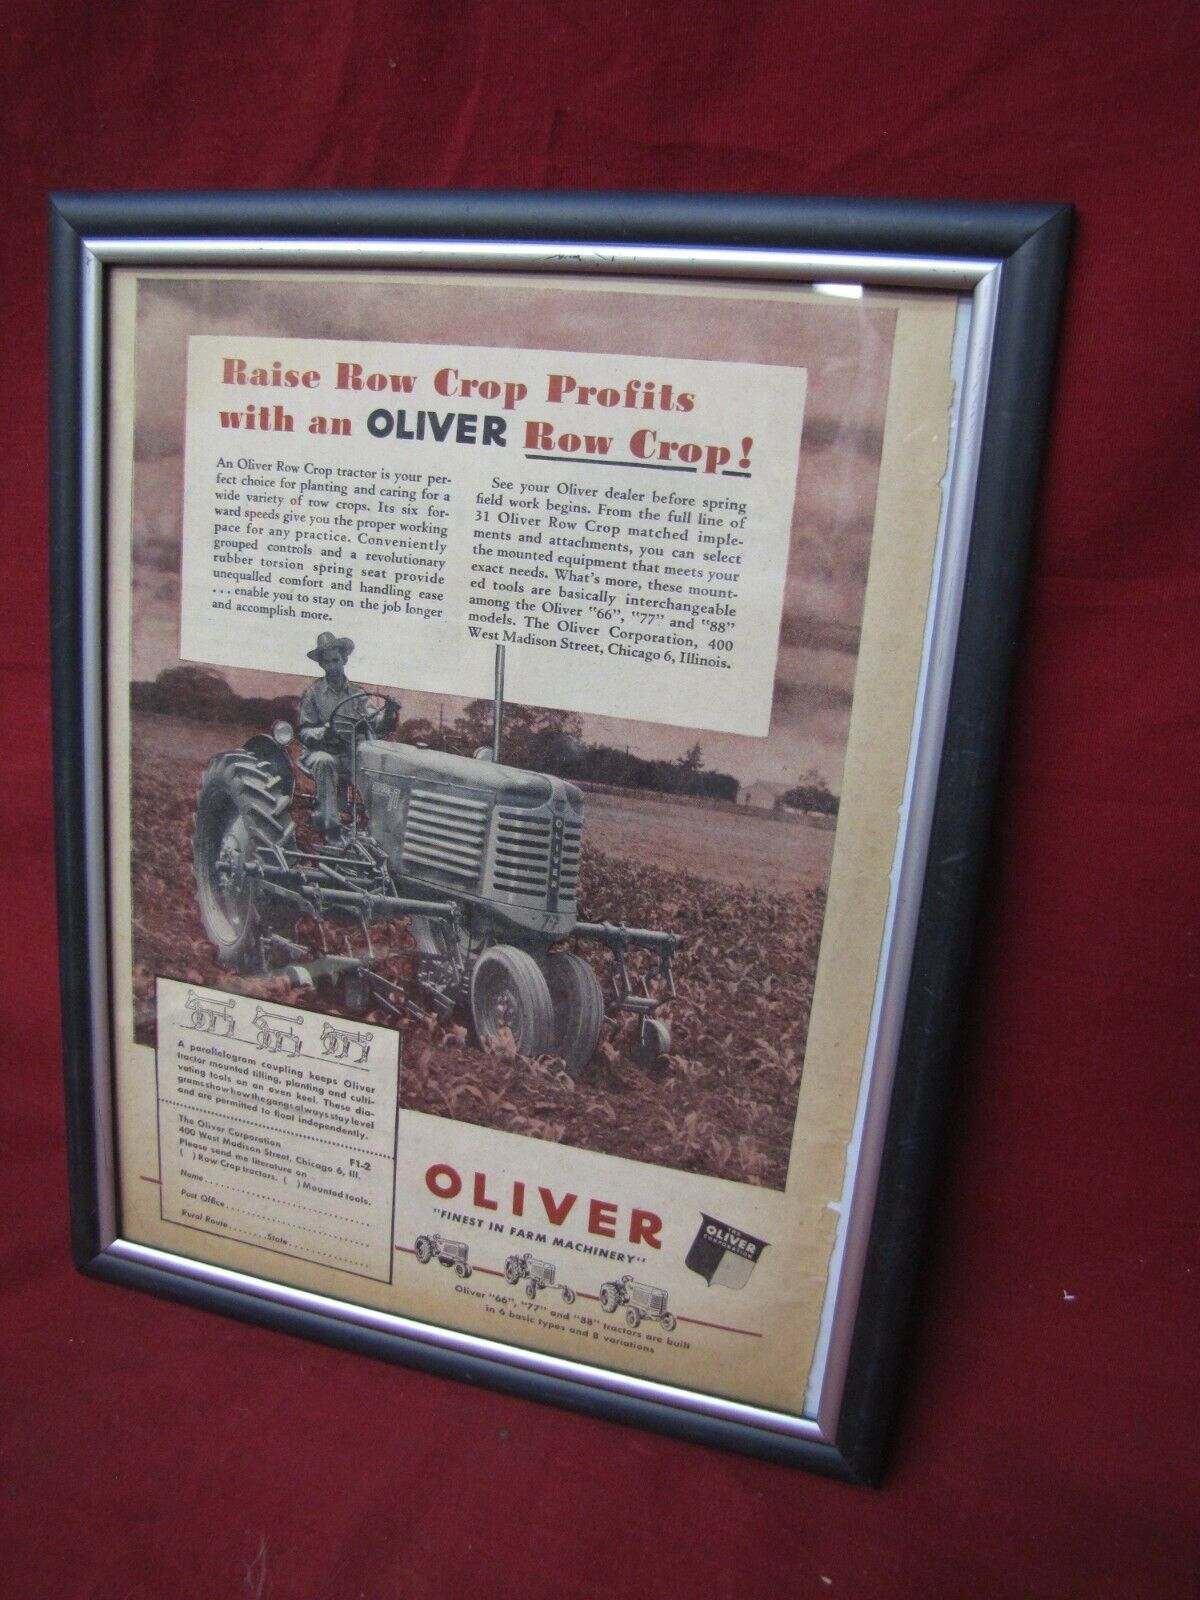 Raise Row Crop Profits
with an OLIVER Row Crop!
An Oliver Row Crop tractor is your per-
fect choice for planting and caring for a
wide variety of row crops. Its six for-
ward speeds give you the proper working
pace for any practice. Conveniently
grouped controls and a revolutionary
rubber torsion spring seat provide
unequalled comfort and handling ease
... enable you to stay on the job longer
and accomplish more.
See your Oliver dealer before spring
field work begins. From the full line of
31 Oliver Row Crop matched imple-
ments and attachments, you can select
the mounted equipment that meets your
exact needs. What's more, these mount-
ed tools are basically interchangeable
among the Oliver "66", "77" and "88"
models. The Oliver Corporation, 400
West Madison Street, Chicago 6, Illinois.
OLIVER
77
A parallelogram coupling keeps Oliver
tractor mounted tilling, planting and culti-
vating tools on an even keel. These dia-
grams show how the gangs always stay level
and are permitted to float independently.
The Oliver Corporation F1-2
400 West Madison Street, Chicago 6, Ill.
Please send me literature on
( ) Row Crop tractors. ( ) Mounted tools.
Name
Post Office
Rural Route State
OLIVER
"FINEST IN FARM MACHINERY"
THE
OLIVER
CORPORATION
Oliver "66", "77" and "88" tractors are built
in 6 basic types and 8 variations